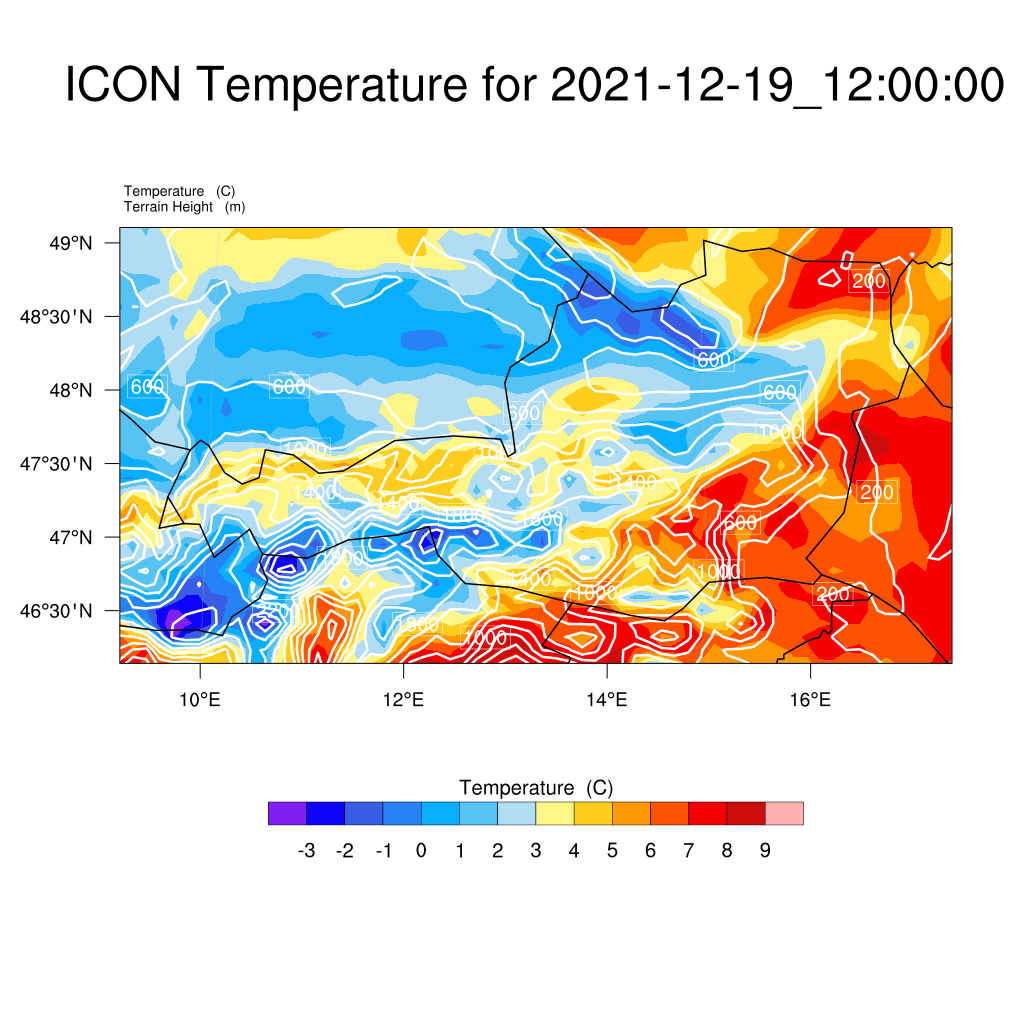 ICON Temperature for 2021-12-19_12:00:00
Temperature (C)
Terrain Height (m)
49°N
48°30'N
48°N
47°30'N
47°N
46°30'N
10°E 12°E 14°E 16°E
200
600
600 600 600
600
1000 1000
1400 1400 1400 200
600
1000
1400 1000 200
2200 1800 1000
Temperature (C)
-3 -2 -1 0 1 2 3 4 5 6 7 8 9